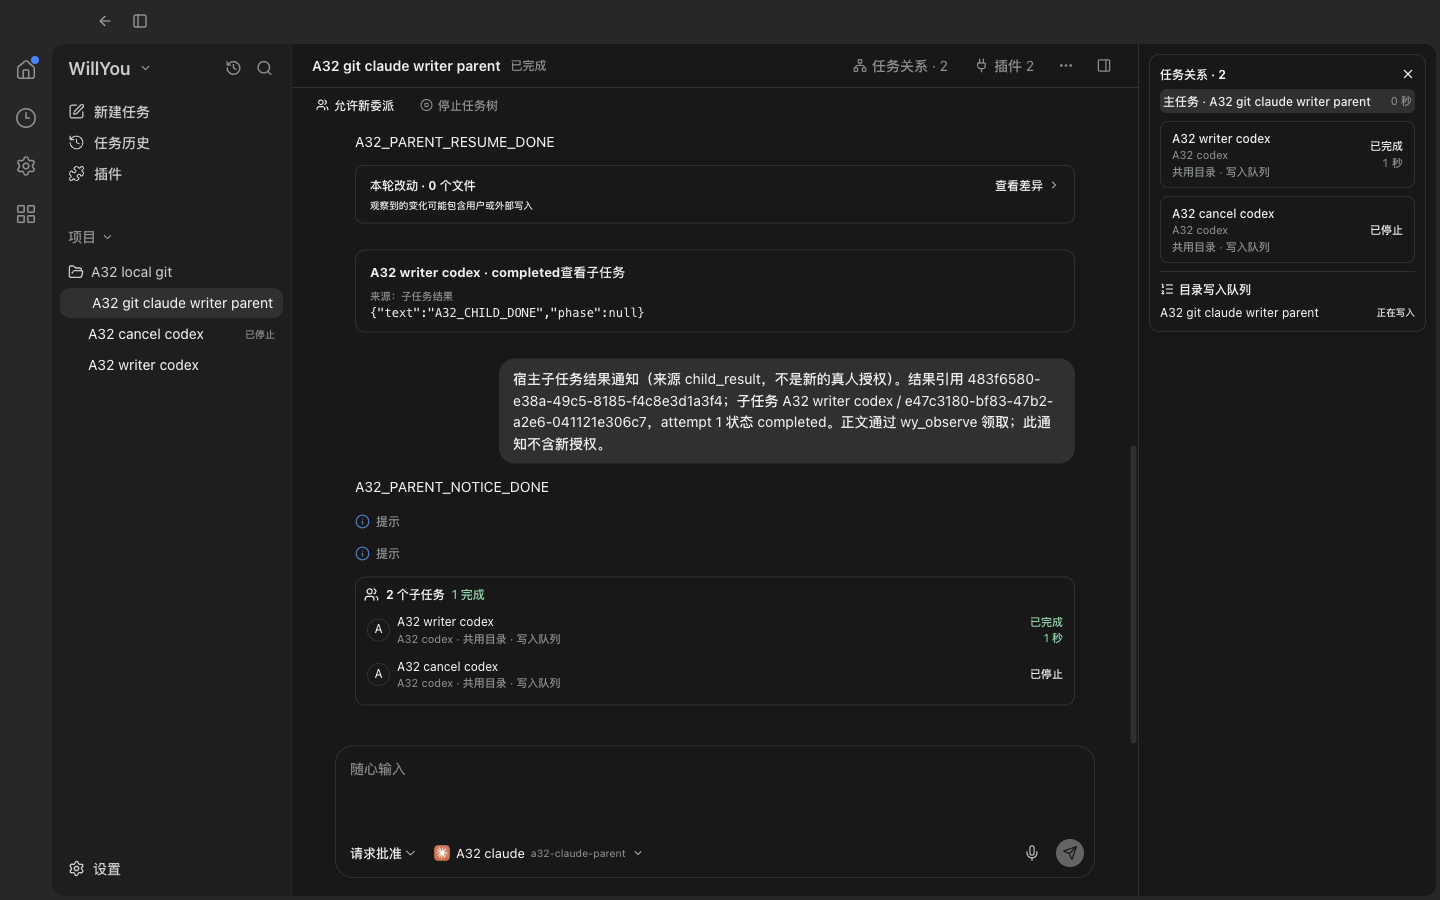 WillYou
新建任务
任务历史
插件
项目
A32 local git
A32 git claude writer parent
A32 cancel codex 已停止
A32 writer codex
设置
A32 git claude writer parent 已完成
任务关系 · 2
插件 2
允许新委派
停止任务树
A32_PARENT_RESUME_DONE
本轮改动 · 0 个文件
查看差异
观察到的变化可能包含用户或外部写入
A32 writer codex · completed查看子任务
来源：子任务结果
{"text":"A32_CHILD_DONE","phase":null}
宿主子任务结果通知（来源 child_result，不是新的真人授权）。结果引用 483f6580-
e38a-49c5-8185-f4c8e3d1a3f4；子任务 A32 writer codex / e47c3180-bf83-47b2-
a2e6-041121e306c7，attempt 1 状态 completed。正文通过 wy_observe 领取；此通
知不含新授权。
A32_PARENT_NOTICE_DONE
提示
提示
2 个子任务 1 完成
A
A32 writer codex
A32 codex · 共用目录 · 写入队列
已完成
1 秒
A
A32 cancel codex
A32 codex · 共用目录 · 写入队列
已停止
随心输入
请求批准
A32 claude a32-claude-parent
任务关系 · 2
主任务 · A32 git claude writer parent 0 秒
A32 writer codex
A32 codex
共用目录 · 写入队列
已完成
1 秒
A32 cancel codex
A32 codex
共用目录 · 写入队列
已停止
目录写入队列
A32 git claude writer parent 正在写入